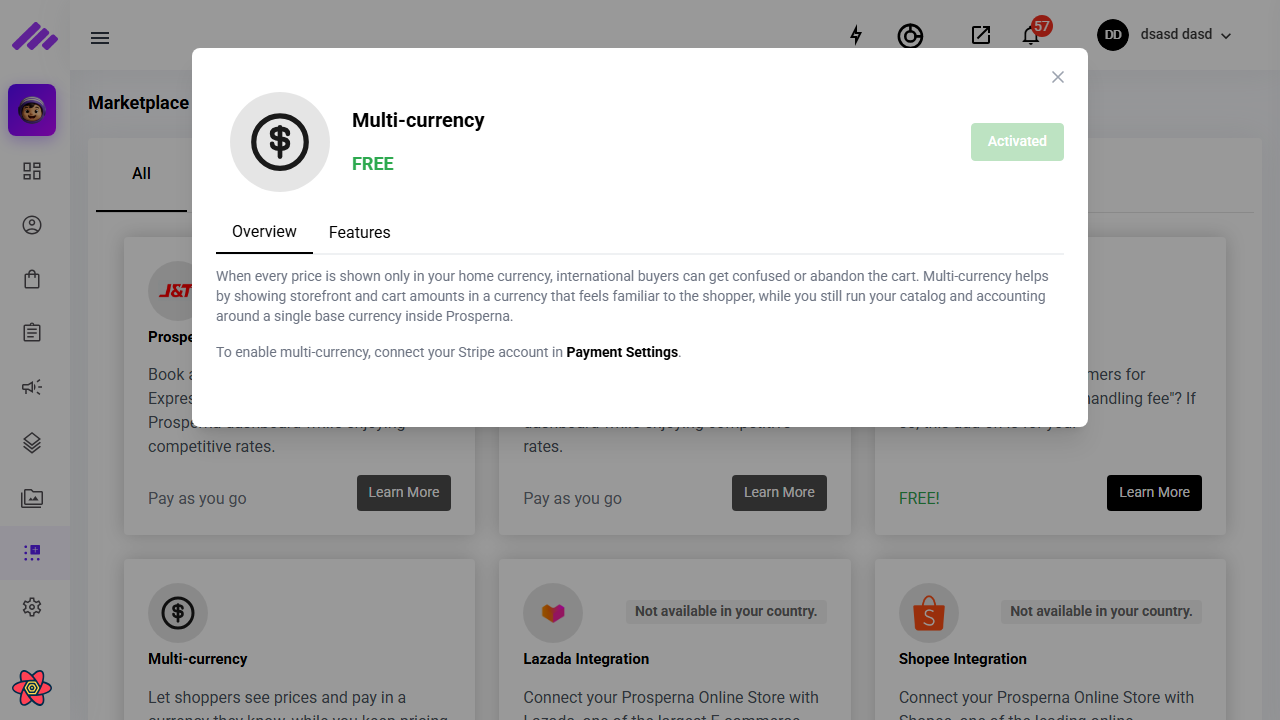 57
DD
dsasd dasd
Marketplace
All
Multi-currency
FREE
Activated
Overview
Features
When every price is shown only in your home currency, international buyers can get confused or abandon the cart. Multi-currency helps
by showing storefront and cart amounts in a currency that feels familiar to the shopper, while you still run your catalog and accounting
around a single base currency inside Prosperna.
To enable multi-currency, connect your Stripe account in Payment Settings.
J&T
Book
competitive rates.
Pay as you go
Learn More
rates.
Pay as you go
Learn More
for
handling fee"? If
FREE!
Learn More
Multi-currency
Let shoppers see prices and pay in a
Not available in your country.
Lazada Integration
Connect your Prosperna Online Store with
Not available in your country.
Shopee Integration
Connect your Prosperna Online Store with